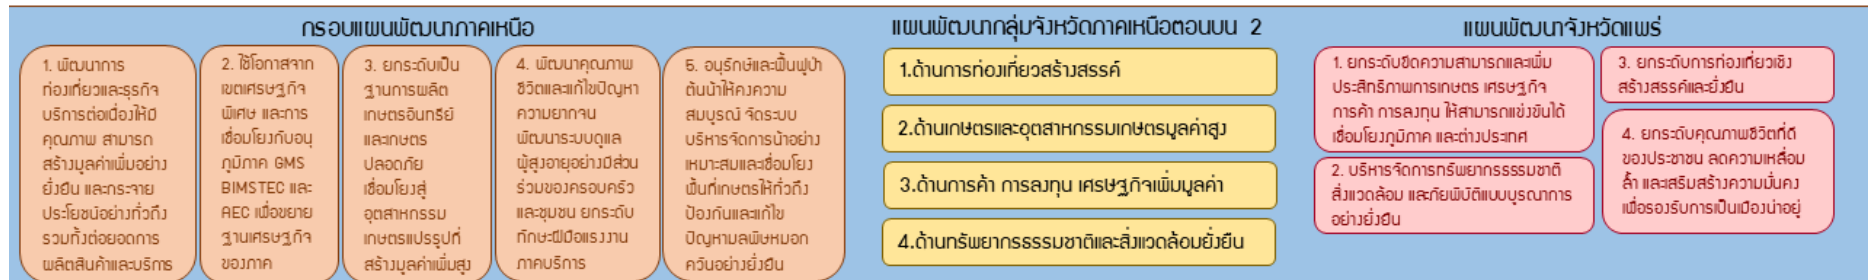 กรอบแผนพัฒนาภาคเหนือ
1. พัฒนาการ
ท่องเที่ยวและธุรกิจ
บริการต่อเนื่องให้มี
คุณภาพ สามารถ
สร้างมูลค่าเพิ่มอย่าง
ยั่งยืน และกระจาย
ประโยชน์อย่างทั่วถึง
รวมทั้งต่อยอดการ
ผลิตสินค้าและบริการ
2. ใช้โอกาสจาก
เขตเศรษฐกิจ
พิเศษ และการ
เชื่อมโยงกับอนุ
ภูมิภาค GMS
BIMSTEC และ
AEC เพื่อขยาย
ฐานเศรษฐกิจ
ของภาค
3. ยกระดับเป็น
ฐานการผลิต
เกษตรอินทรีย์
และเกษตร
ปลอดภัย
เชื่อมโยงสู่
อุตสาหกรรม
เกษตรแปรรูปที่
สร้างมูลค่าเพิ่มสูง
4. พัฒนาคุณภาพ
ชีวิตและแก้ไขปัญหา
ความยากจน
พัฒนาระบบดูแล
ผู้สูงอายุอย่างมีส่วน
ร่วมของครอบครัว
และชุมชน ยกระดับ
ทักษะฝีมือแรงงาน
ภาคบริการ
5. อนุรักษ์และฟื้นฟูป่า
ต้นน้ำให้คงความ
สมบูรณ์ จัดระบบ
บริหารจัดการน้ำอย่าง
เหมาะสมและเชื่อมโยง
พื้นที่เกษตรให้ทั่วถึง
ป้องกันและแก้ไข
ปัญหามลพิษหมอก
ควันอย่างยั่งยืน
แผนพัฒนากลุ่มจังหวัดภาคเหนือตอนบน 2
1.ด้านการท่องเที่ยวสร้างสรรค์
2.ด้านเกษตรและอุตสาหกรรมเกษตรมูลค่าสูง
3.ด้านการค้า การลงทุน เศรษฐกิจเพิ่มมูลค่า
4.ด้านทรัพยากรธรรมชาติและสิ่งแวดล้อมยั่งยืน
แผนพัฒนาจังหวัดแพร่
1. ยกระดับขีดความสามารถและเพิ่ม
ประสิทธิภาพการเกษตร เศรษฐกิจ
การค้า การลงทุน ให้สามารถแข่งขันได้
เชื่อมโยงภูมิภาค และต่างประเทศ
2. บริหารจัดการทรัพยากรธรรมชาติ
สิ่งแวดล้อม และภัยพิบัติแบบบูรณาการ
อย่างยั่งยืน
3. ยกระดับการท่องเที่ยวเชิง
สร้างสรรค์และยั่งยืน
4. ยกระดับคุณภาพชีวิตที่ดี
ของประชาชน ลดความเหลื่อม
ล้ำ และเสริมสร้างความมั่นคง
เพื่อรองรับการเป็นเมืองน่าอยู่